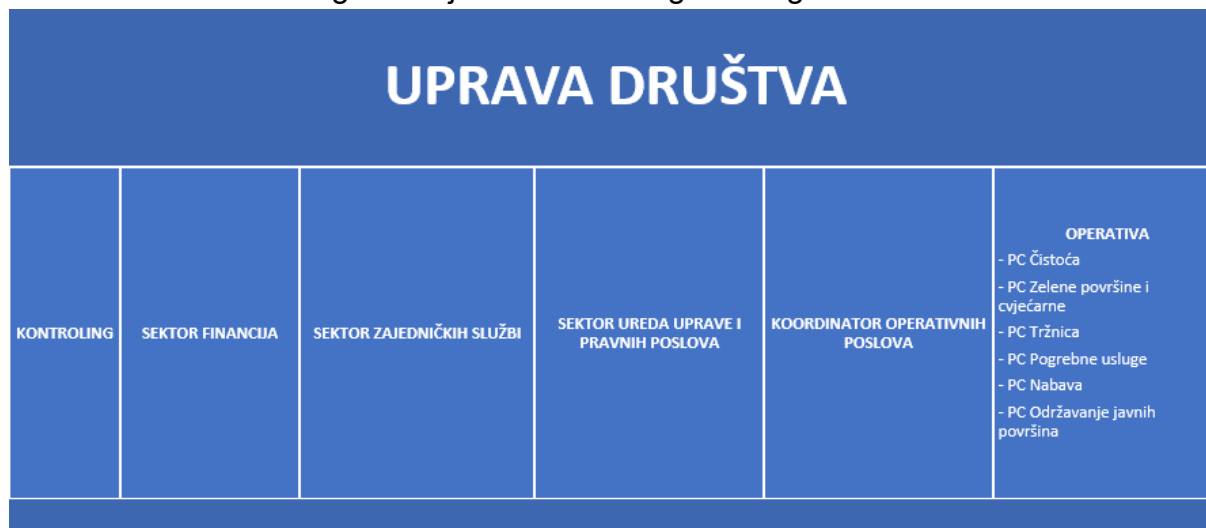 UPRAVA DRUŠTVA
KONTROLING
SEKTOR FINANCIJA
SEKTOR ZAJEDNIČKIH SLUŽBI
SEKTOR UREDA UPRAVE I
PRAVNIH POSLOVA
KOORDINATOR OPERATIVNIH
POSLOVA
OPERATIVA
- PC Čistoća
- PC Zelene površine i
cvjećarne
- PC Tržnica
- PC Pogrebne usluge
- PC Nabava
- PC Održavanje javnih
površina